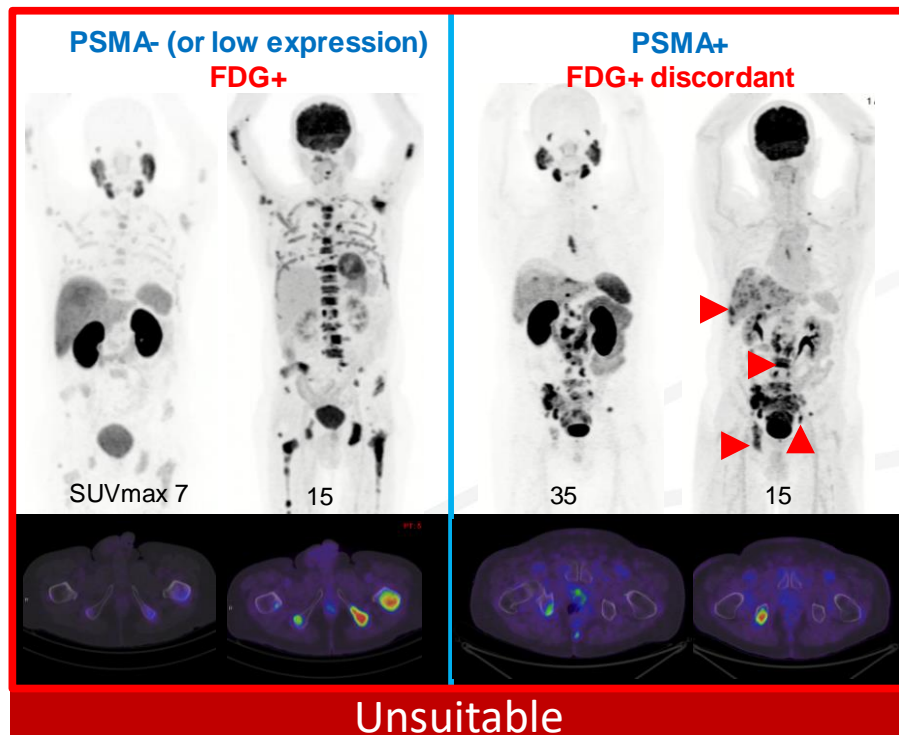 PSMA- (or low expression)
FDG+
PSMA+
FDG+ discordant
SUVmax 7
15
35
15
Unsuitable